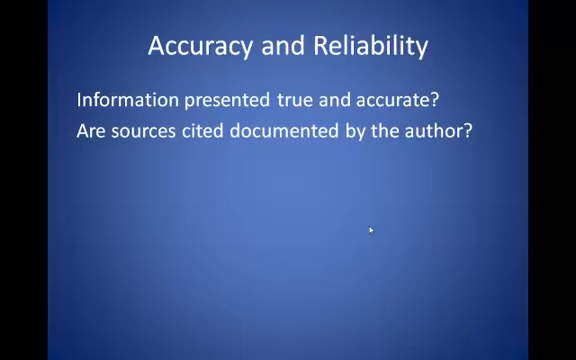 Accuracy and Reliability
Information presented true and accurate?
Are sources cited documented by the author?